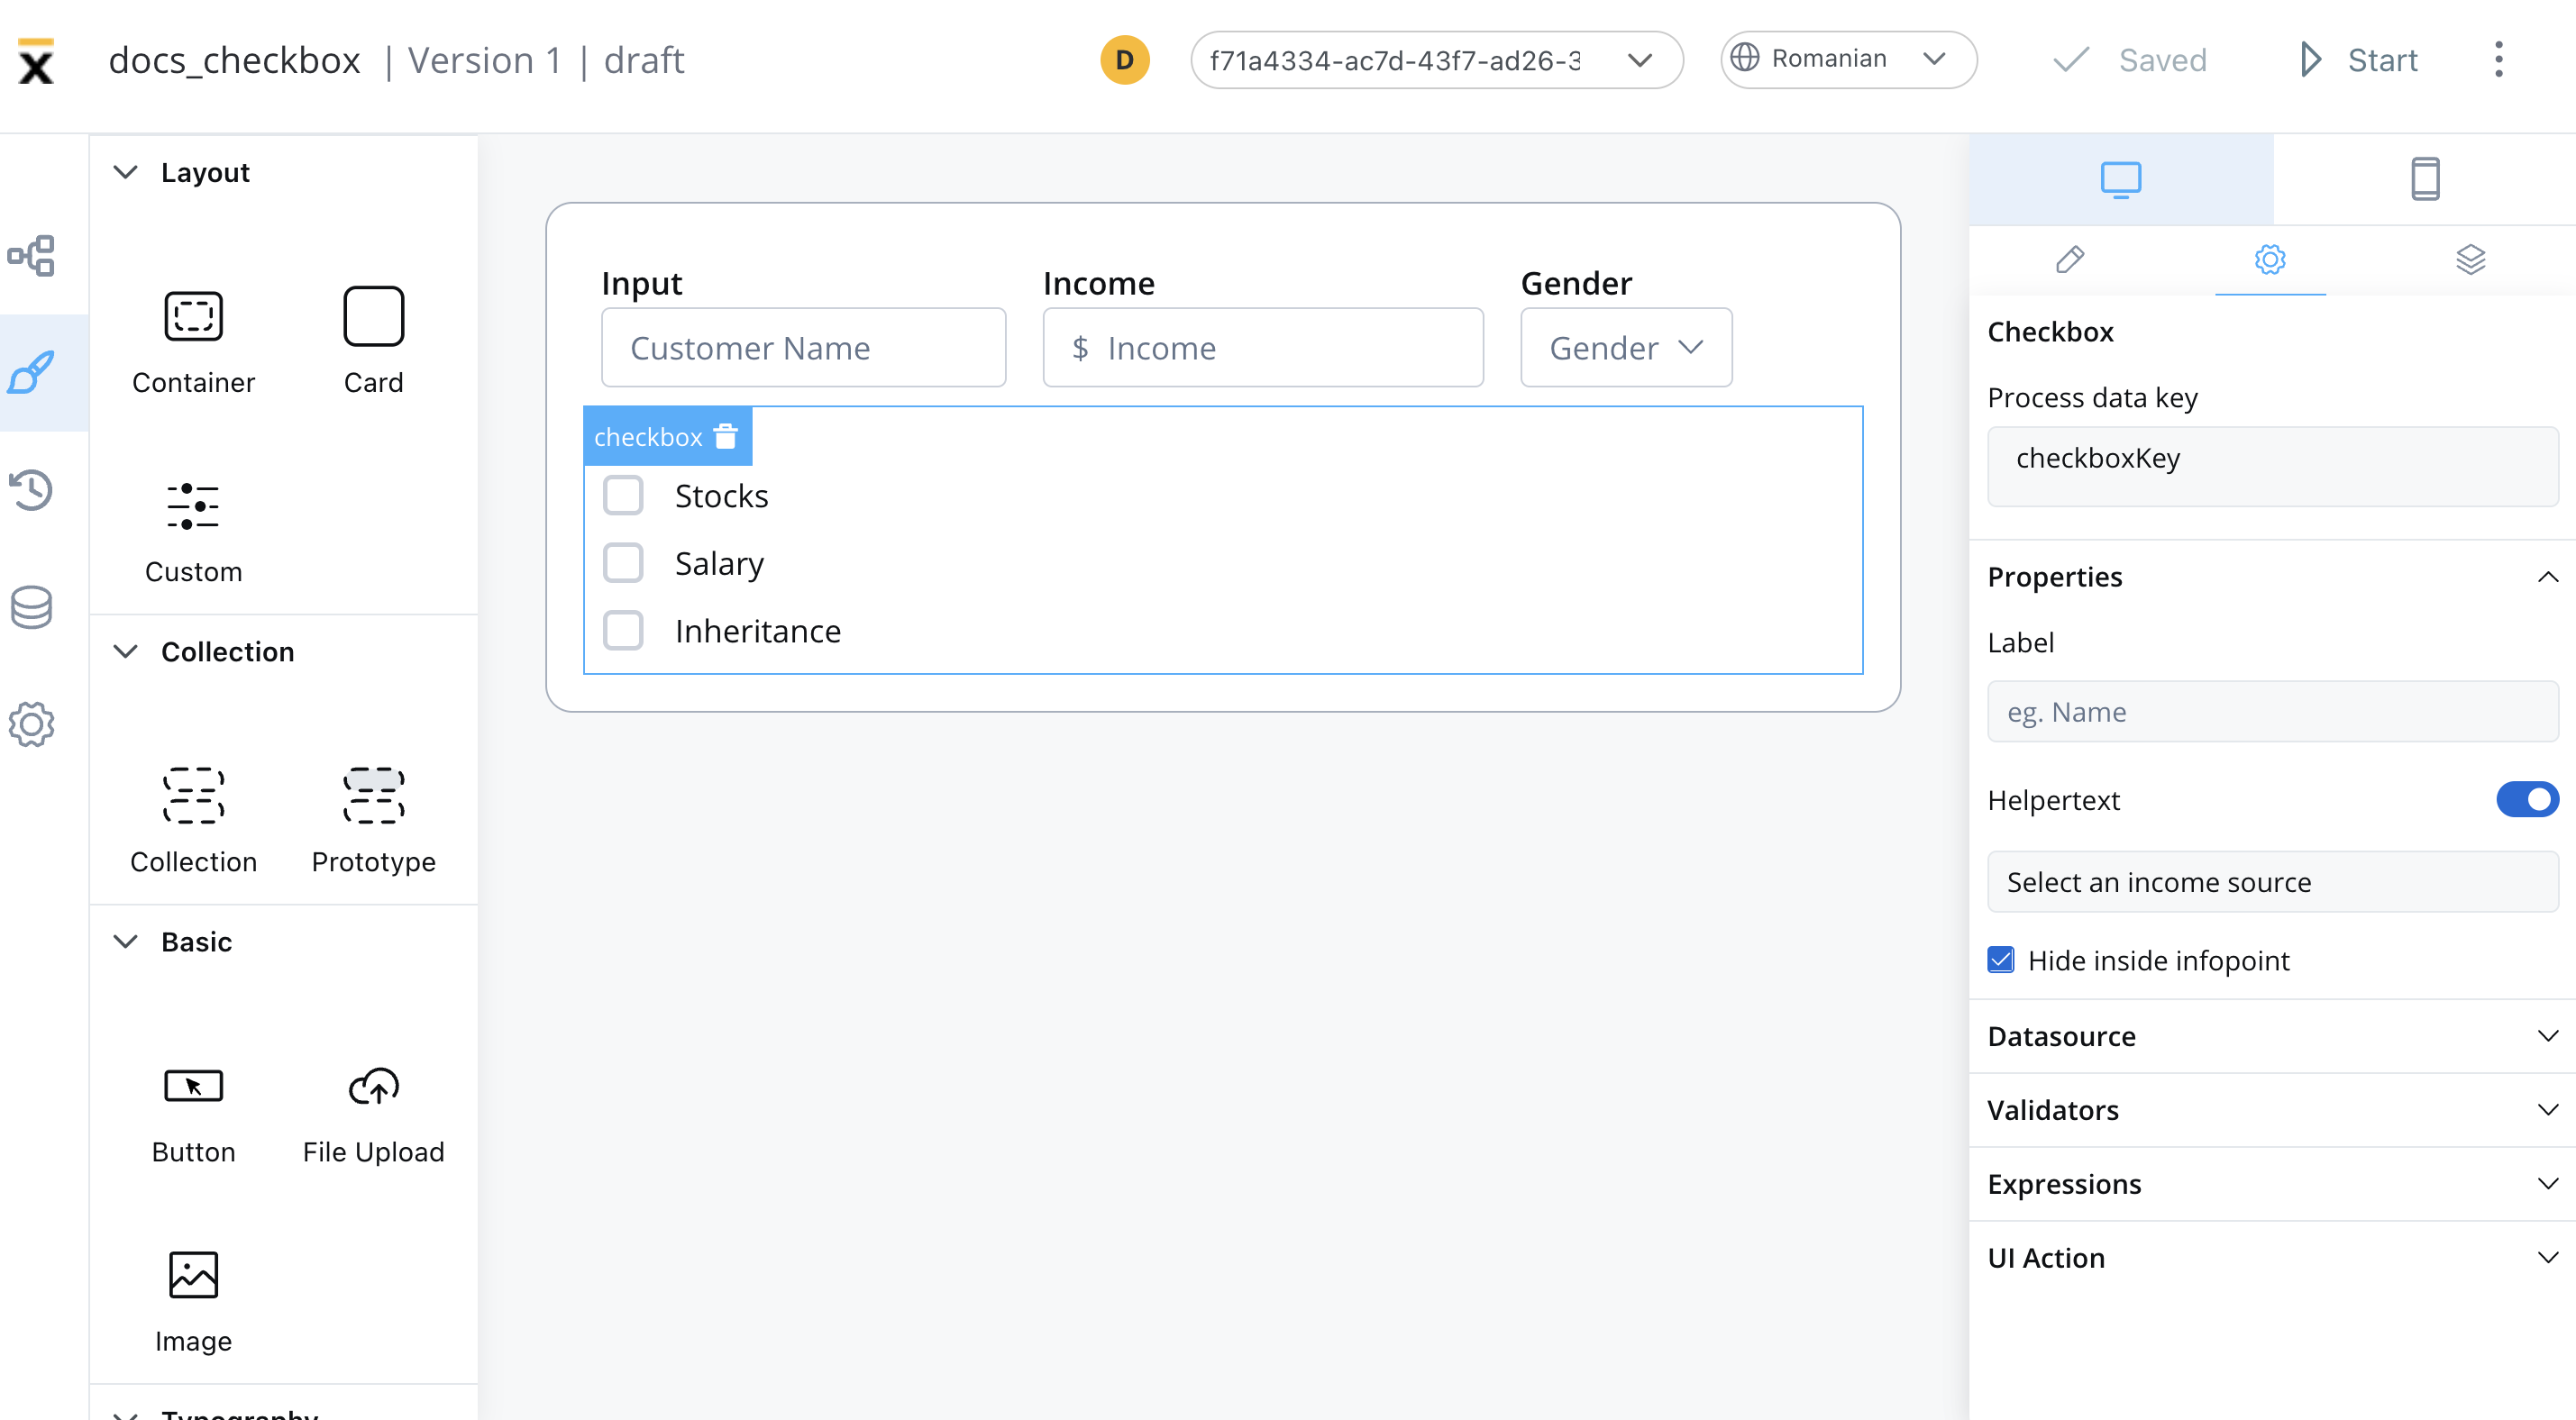 docs_checkbox | Version 1 | draft
D
f71a4334-ac7d-43f7-ad26-3
Romanian
Saved
Start
Layout
Container
Card
Custom
Collection
Collection
Prototype
Basic
Button
File Upload
Image
Typography
Input
Income
Gender
Customer Name
$ Income
Gender
checkbox
Stocks
Salary
Inheritance
Checkbox
Process data key
checkboxKey
Properties
Label
eg. Name
Helpertext
Select an income source
Hide inside infopoint
Datasource
Validators
Expressions
UI Action